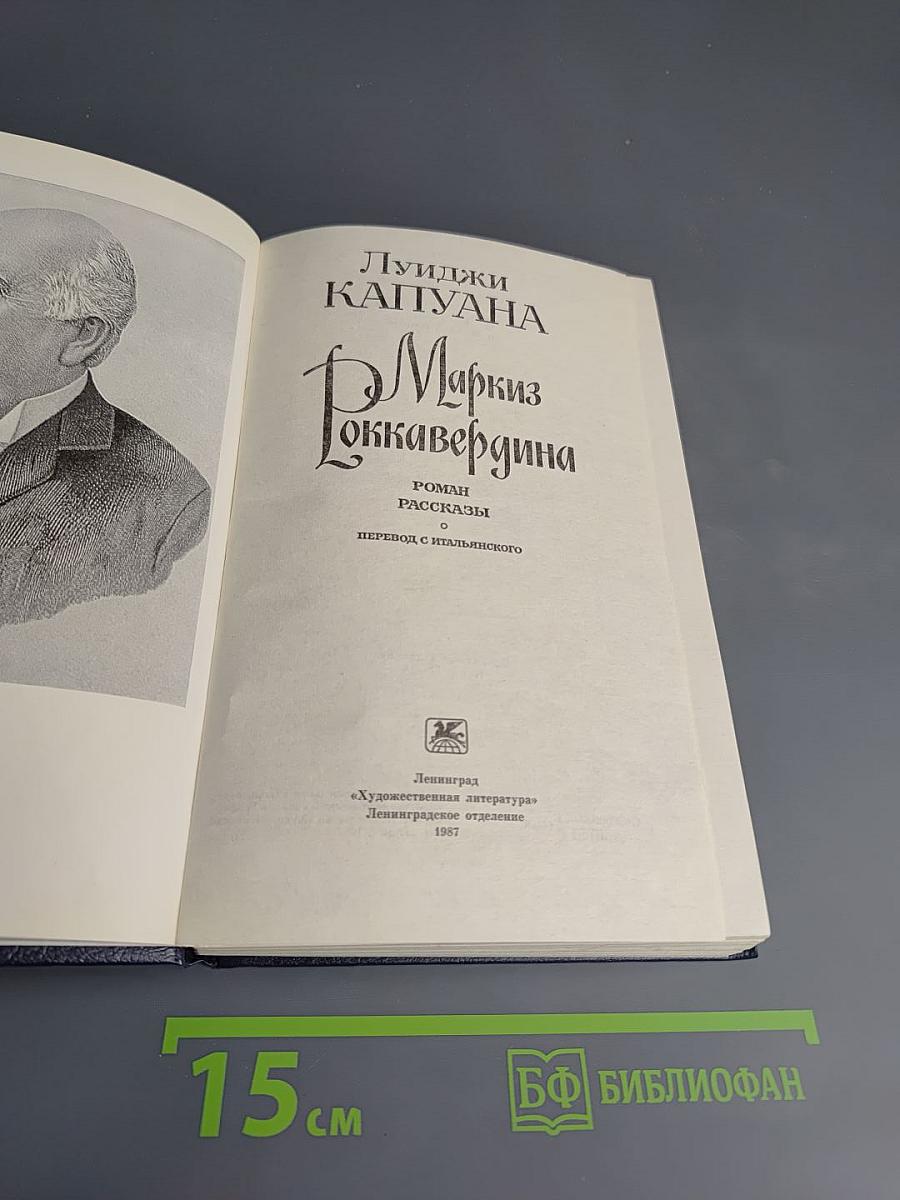 Луиджи
КАПУАНА
Маркиз
Роккавердина
РОМАН
РАССКАЗЫ
ПЕРЕВОД С ИТАЛЬЯНСКОГО
Ленинград
«Художественная литература»
Ленинградское отделение
1987
15 см
БФ БИБЛИОФАН